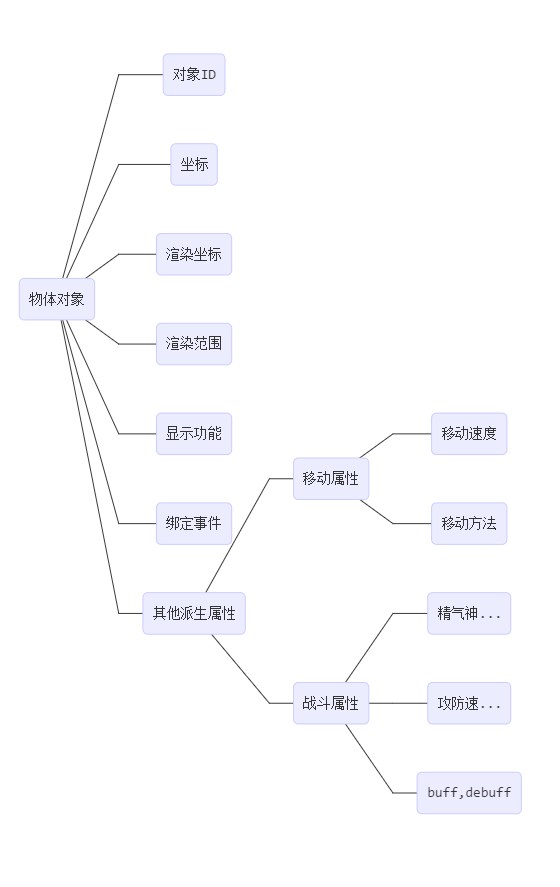 对象ID
坐标
渲染坐标
物体对象
渲染范围
显示功能
移动速度
移动属性
绑定事件
移动方法
其他派生属性
精气神...
战斗属性
攻防速...
buff,debuff